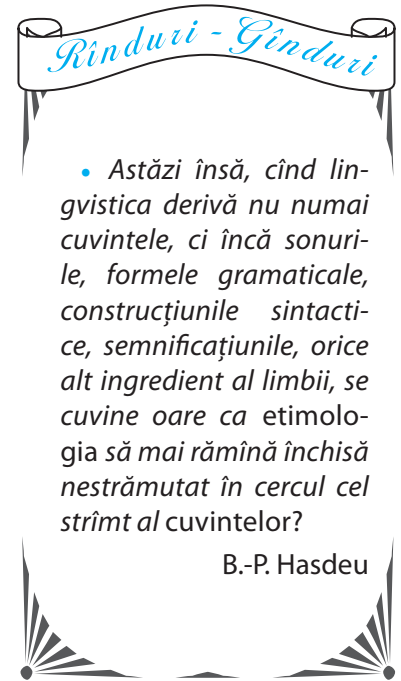 Rînduri - Gînduri
• Astăzi însă, cînd lin-
gvistica derivă nu numai
cuvintele, ci încă sonuri-
le, formele gramaticale,
construcțiunile sintacti-
ce, semnificațiunile, orice
alt ingredient al limbii, se
cuvine oare ca etimolo-
gia să mai rămînă închisă
nestrămutat în cercul cel
strîmt al cuvintelor?
B.-P. Hasdeu